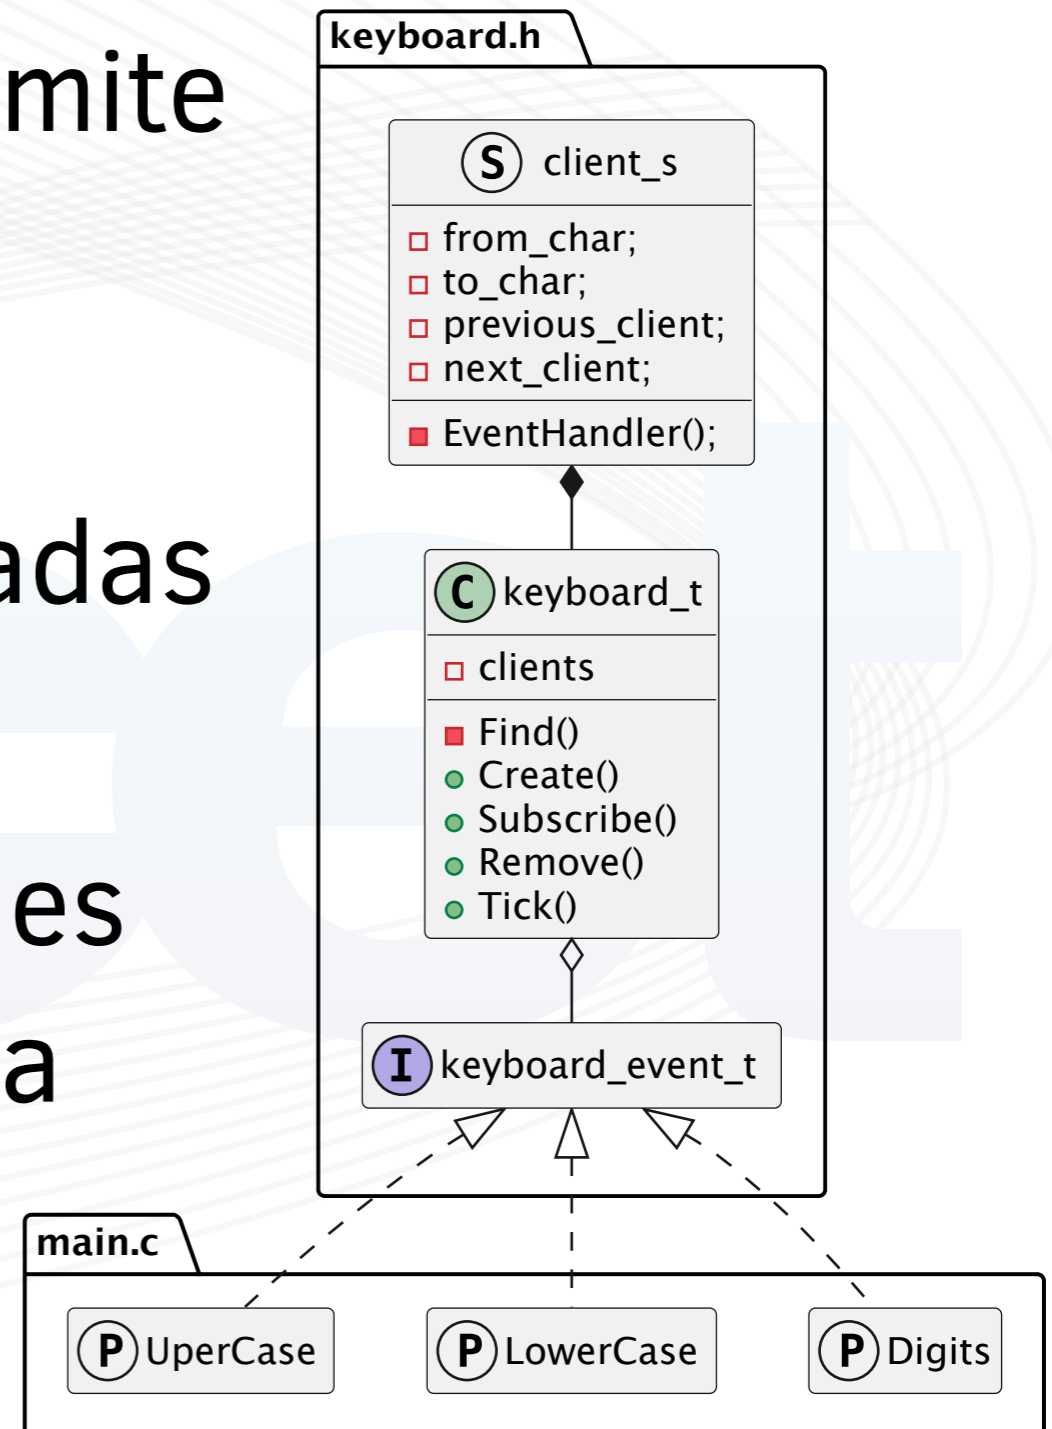 mite
adas
es
a
keyboard.h
S client_s
from_char;
to_char;
previous_client;
next_client;
EventHandler();
C keyboard_t
clients
Find()
Create()
Subscribe()
Remove()
Tick()
I keyboard_event_t
main.c
P UperCase
P LowerCase
P Digits